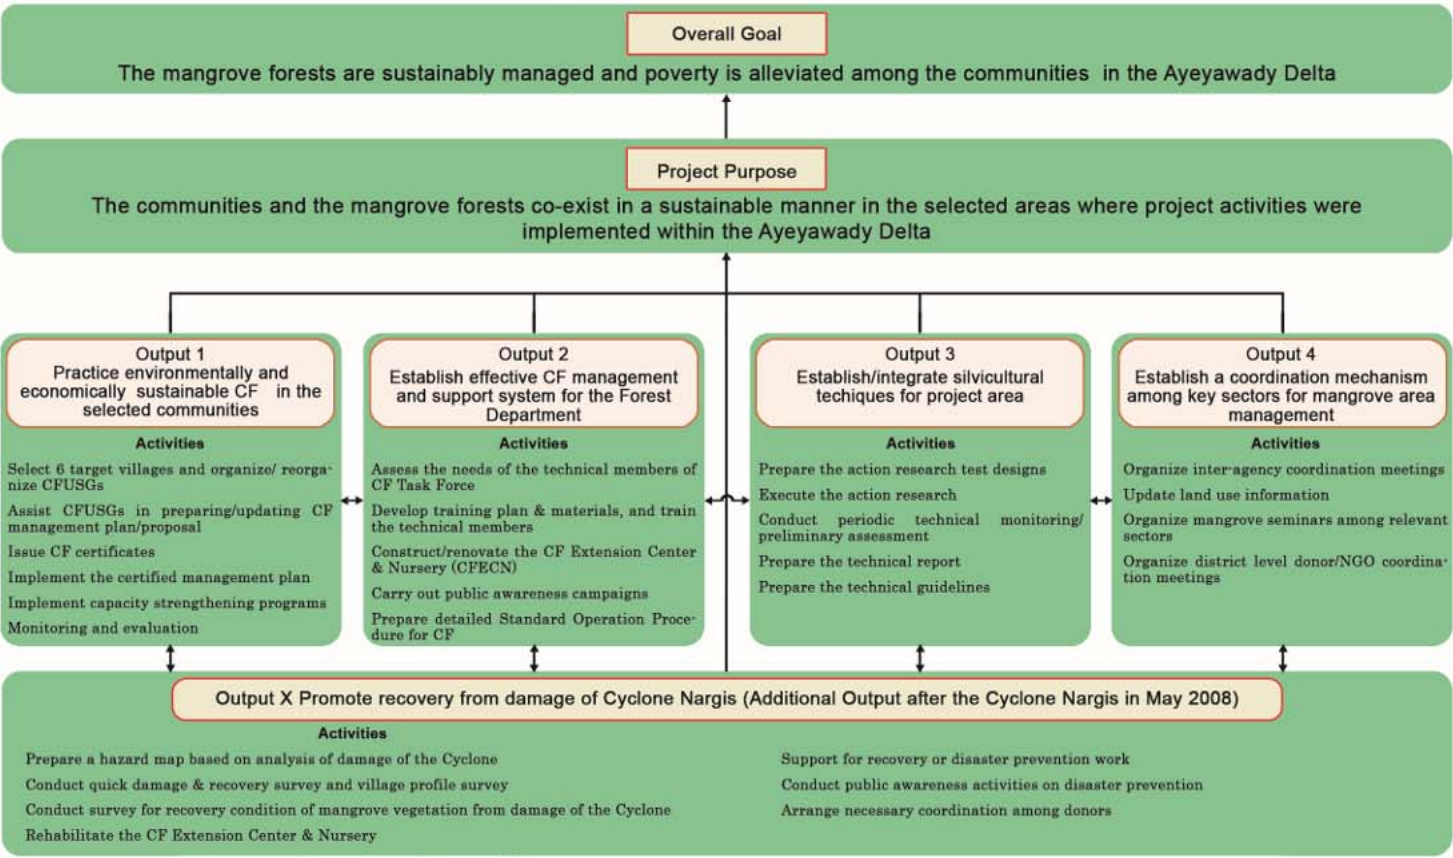 Overall Goal
The mangrove forests are sustainably managed and poverty is alleviated among the communities in the Ayeyawady Delta
Project Purpose
The communities and the mangrove forests co-exist in a sustainable manner in the selected areas where project activities were
implemented within the Ayeyawady Delta
Output 1
Practice environmentally and
economically sustainable CF in the
selected communities
Activities
Select 6 target villages and organize/ reorga-
nize CFUSGs
Assist CFUSGs in preparing/updating CF
management plan/proposal
Issue CF certificates
Implement the certified management plan
Implement capacity strengthening programs
Monitoring and evaluation
Output 2
Establish effective CF management
and support system for the Forest
Department
Activities
Assess the needs of the technical members of
CF Task Force
Develop training plan & materials, and train
the technical members
Construct/renovate the CF Extension Center
& Nursery (CFECN)
Carry out public awareness campaigns
Prepare detailed Standard Operation Proce-
dure for CF
Output 3
Establish/integrate silvicultural
techiques for project area
Activities
Prepare the action research test designs
Execute the action research
Conduct periodic technical monitoring/
preliminary assessment
Prepare the technical report
Prepare the technical guidelines
Output 4
Establish a coordination mechanism
among key sectors for mangrove area
management
Activities
Organize inter-agency coordination meetings
Update land use information
Organize mangrove seminars among relevant
sectors
Organize district level donor/NGO coordina-
tion meetings
Output X Promote recovery from damage of Cyclone Nargis (Additional Output after the Cyclone Nargis in May 2008)
Activities
Prepare a hazard map based on analysis of damage of the Cyclone
Conduct quick damage & recovery survey and village profile survey
Conduct survey for recovery condition of mangrove vegetation from damage of the Cyclone
Rehabilitate the CF Extension Center & Nursery
Support for recovery or disaster prevention work
Conduct public awareness activities on disaster prevention
Arrange necessary coordination among donors